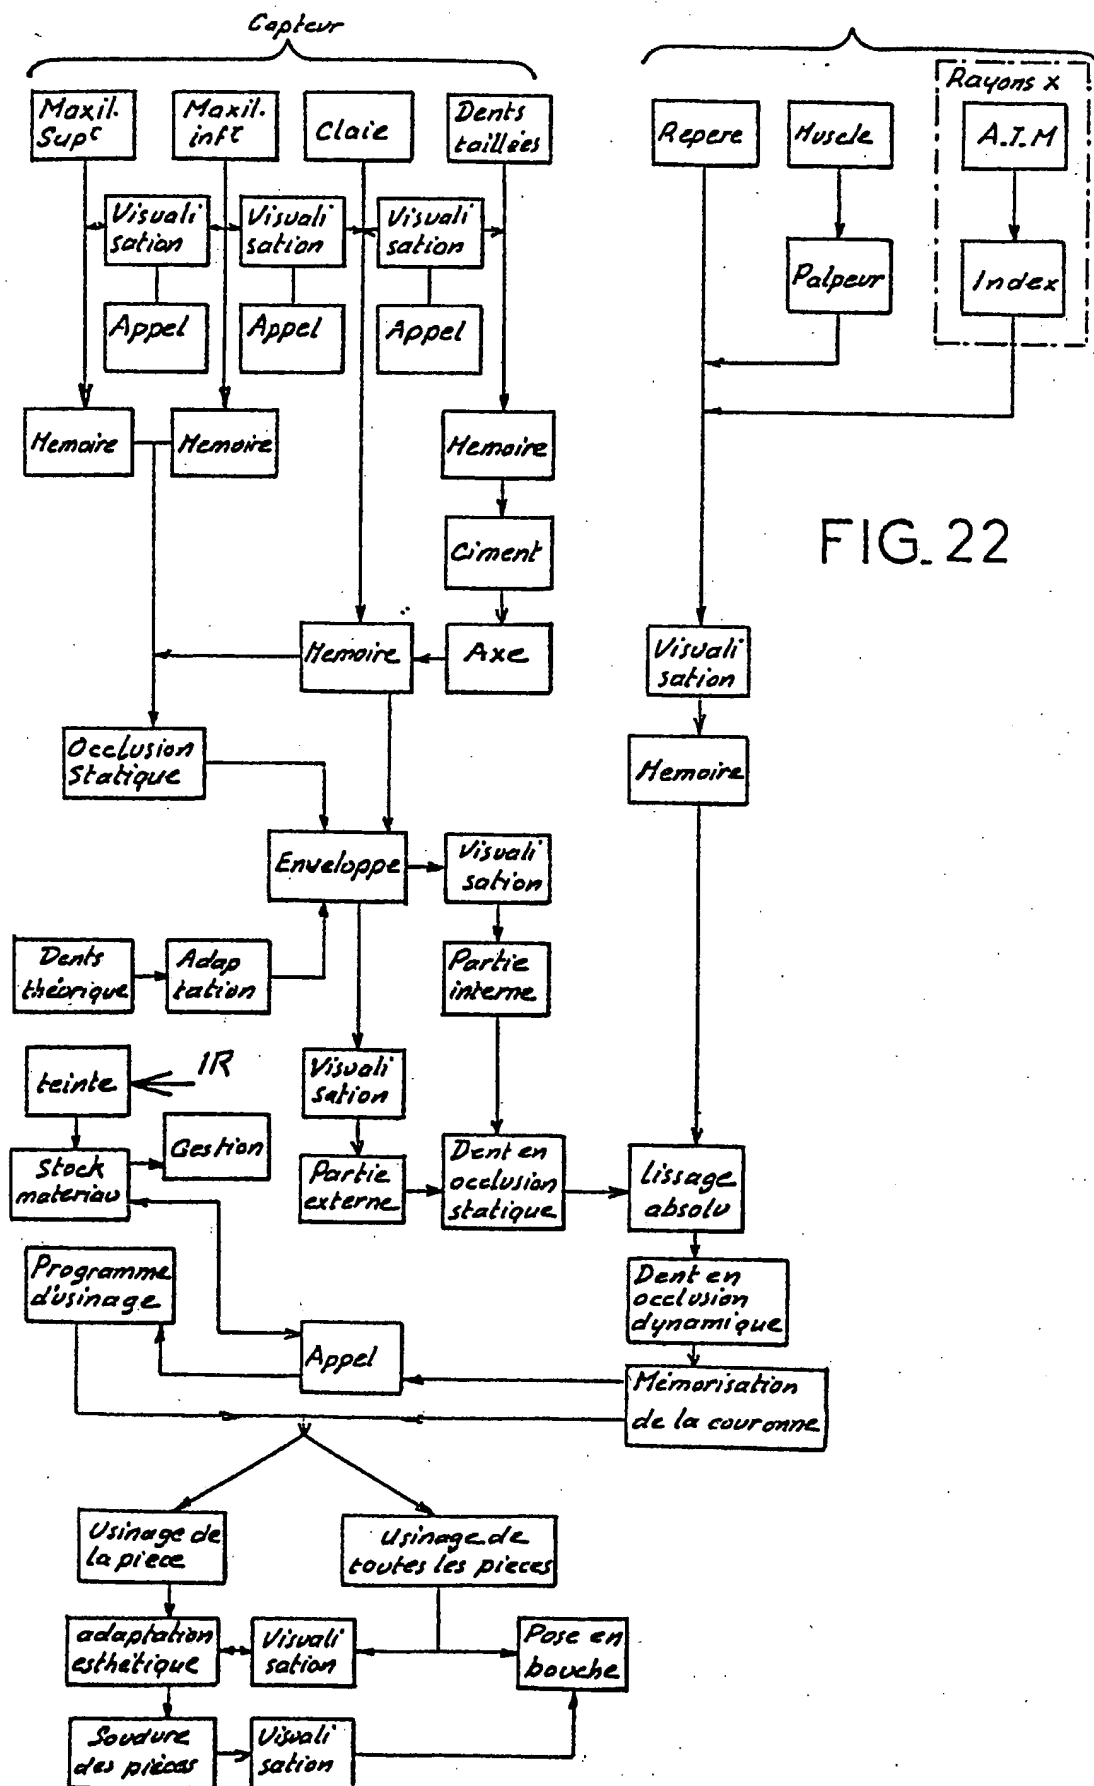 Capteur
Maxil.
Supr
Maxil.
infr
Claie
Dents
taillées
Repere
Muscle
Rayons x
A.I.M
Visuali
sation
Visuali
sation
Visuali
sation
Palpeur
Index
Appel
Appel
Appel
Memoire
Memoire
Memoire
FIG. 22
Ciment
Memoire
Axe
Visuali
sation
Occlusion
Statique
Memoire
Enveloppe
Visuali
sation
Dents
théorique
Adap
tation
Partie
interne
teinte
IR
Visuali
sation
Gestion
Stock
materiau
Partie
externe
Dent en
occlusion
statique
lissage
absolu
Programme
d'usinage
Dent en
occlusion
dynamique
Appel
Mémorisation
de la couronne
Usinage de
la piece
usinage de
toutes les pieces
adaptation
esthétique
Visuali
sation
Pose en
bouche
Soudure
des pièces
Visuali
sation